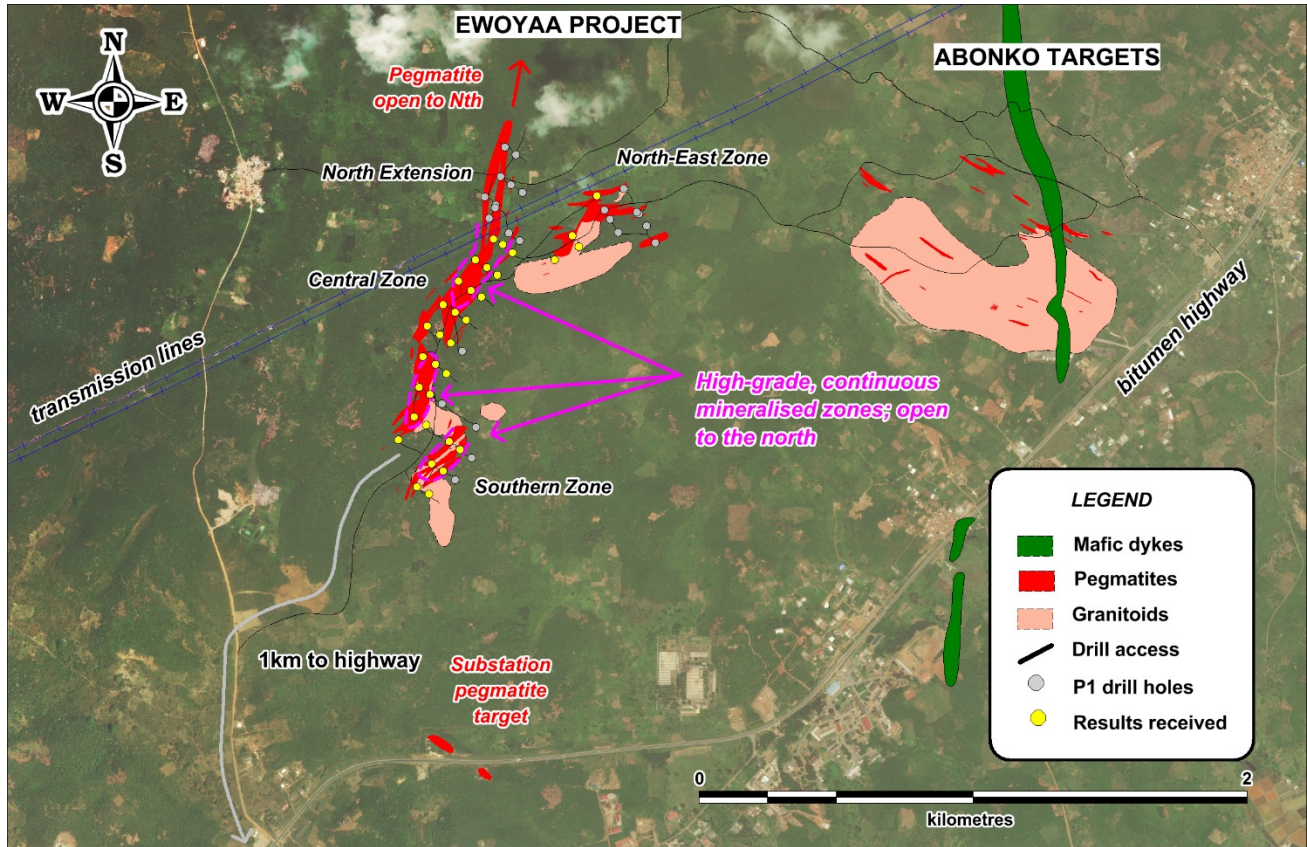 EWOYAA PROJECT
ABONKO TARGETS
N
W
E
S
Pegmatite
open to Nth
North Extension
North-East Zone
Central Zone
transmission lines
bitumen highway
High-grade, continuous
mineralised zones; open
to the north
Southern Zone
1km to highway
Substation
pegmatite
target
LEGEND
Mafic dykes
Pegmatites
Granitoids
Drill access
P1 drill holes
Results received
0
2
kilometres